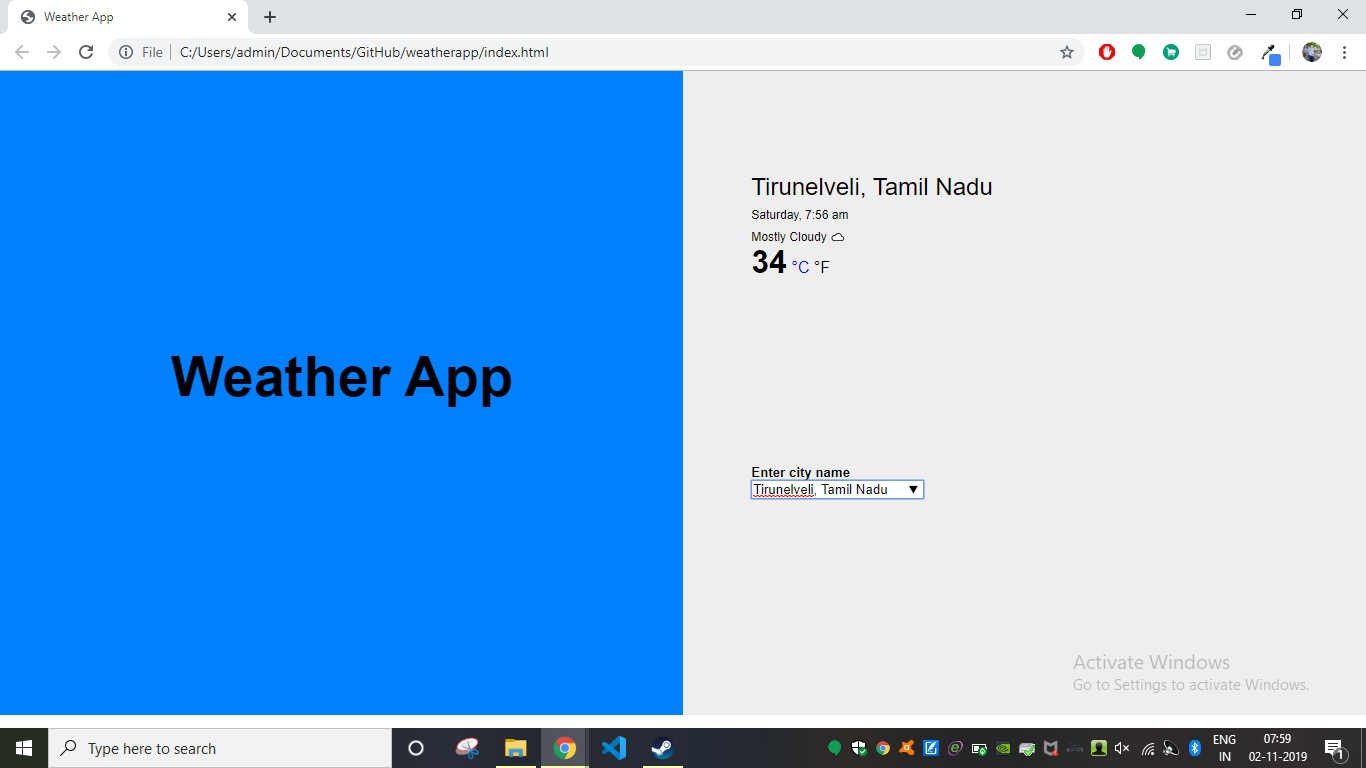 Weather App
File
C:/Users/admin/Documents/GitHub/weatherapp/index.html
Weather App
Tirunelveli, Tamil Nadu
Saturday, 7:56 am
Mostly Cloudy
34 °C °F
Enter city name
Tirunelveli, Tamil Nadu
Activate Windows
Go to Settings to activate Windows.
Type here to search
ENG
IN
07:59
02-11-2019
1